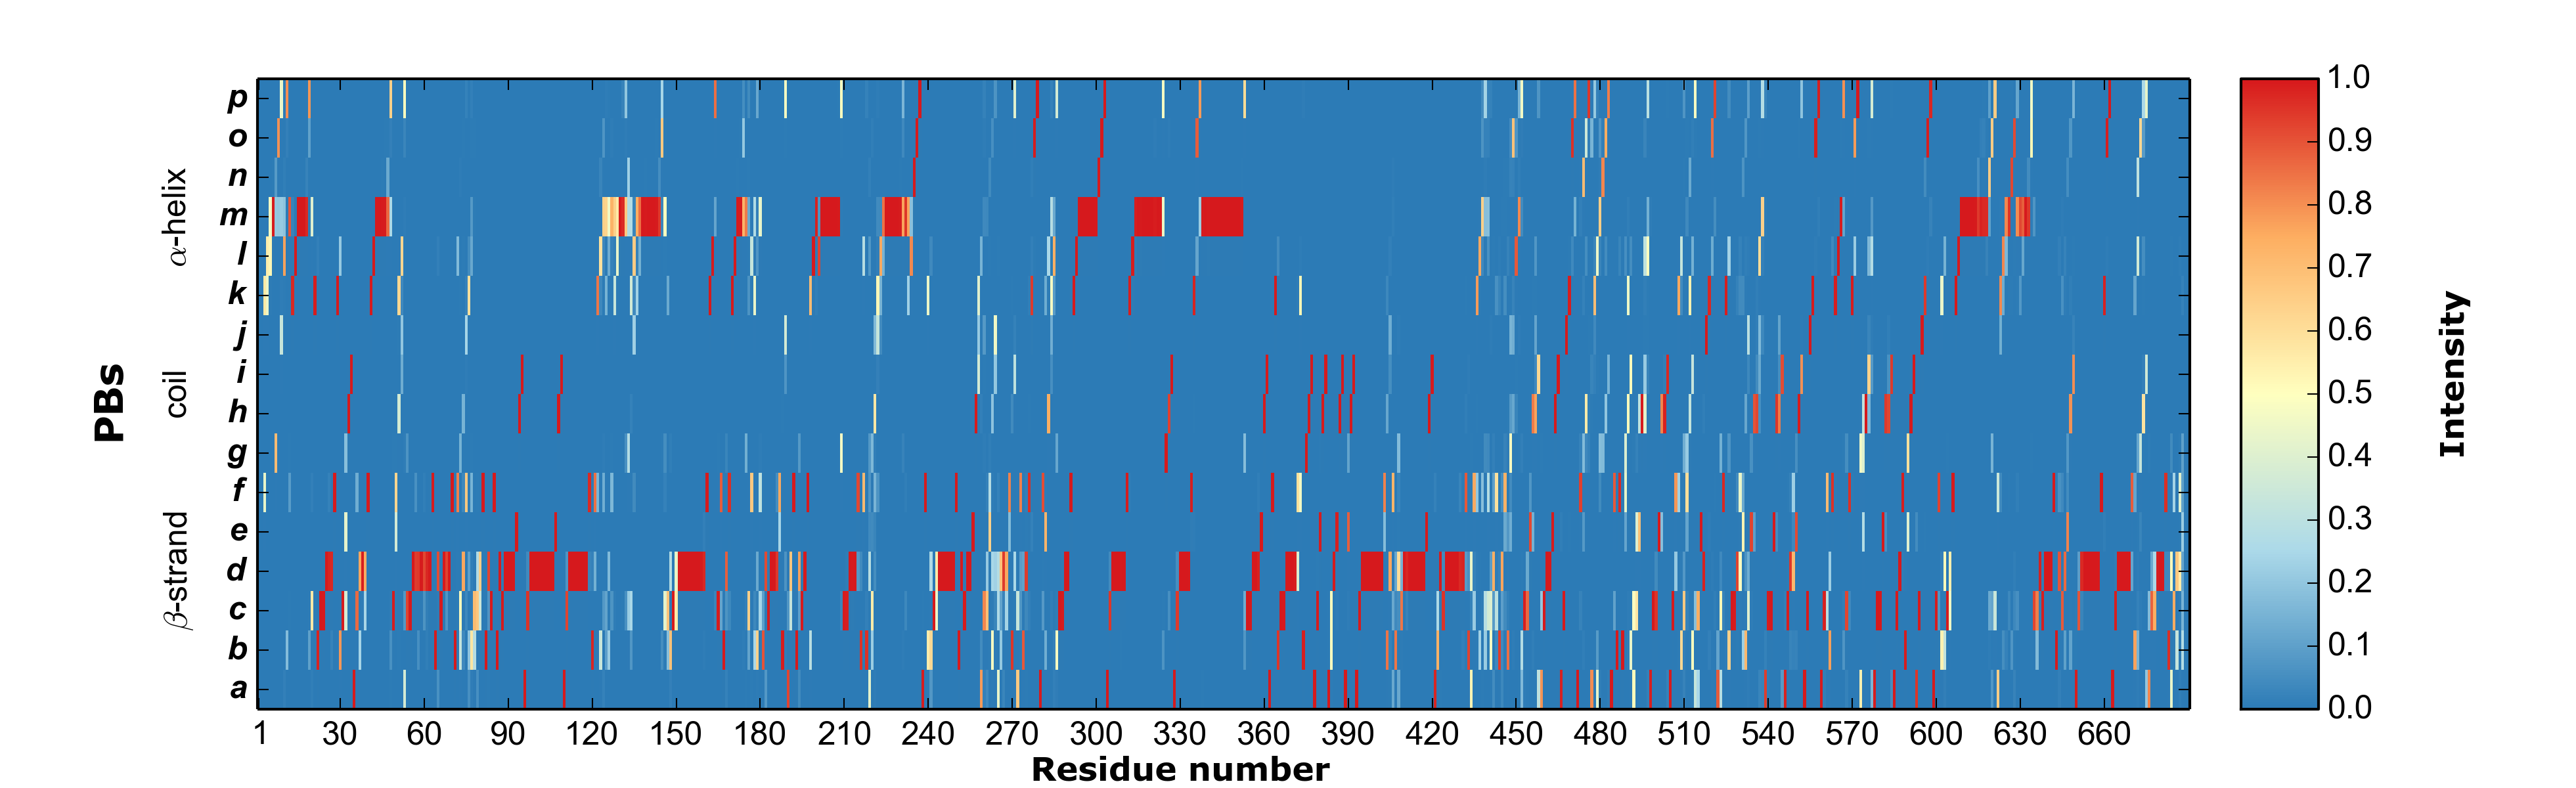 PBs
α-helix
coil
β-strand
p
o
n
m
l
k
j
i
h
g
f
e
d
c
b
a
1 30 60 90 120 150 180 210 240 270 300 330 360 390 420 450 480 510 540 570 600 630 660
Residue number
1.0
0.9
0.8
0.7
0.6
0.5
0.4
0.3
0.2
0.1
0.0
Intensity